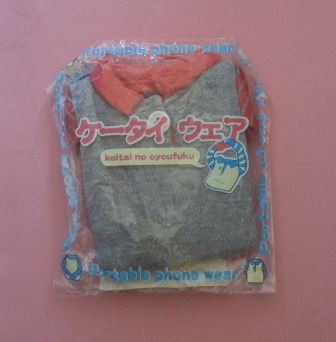 Portable phone wear
ケータイ ウェア
keitai no oyoufuku
Portable phone wear